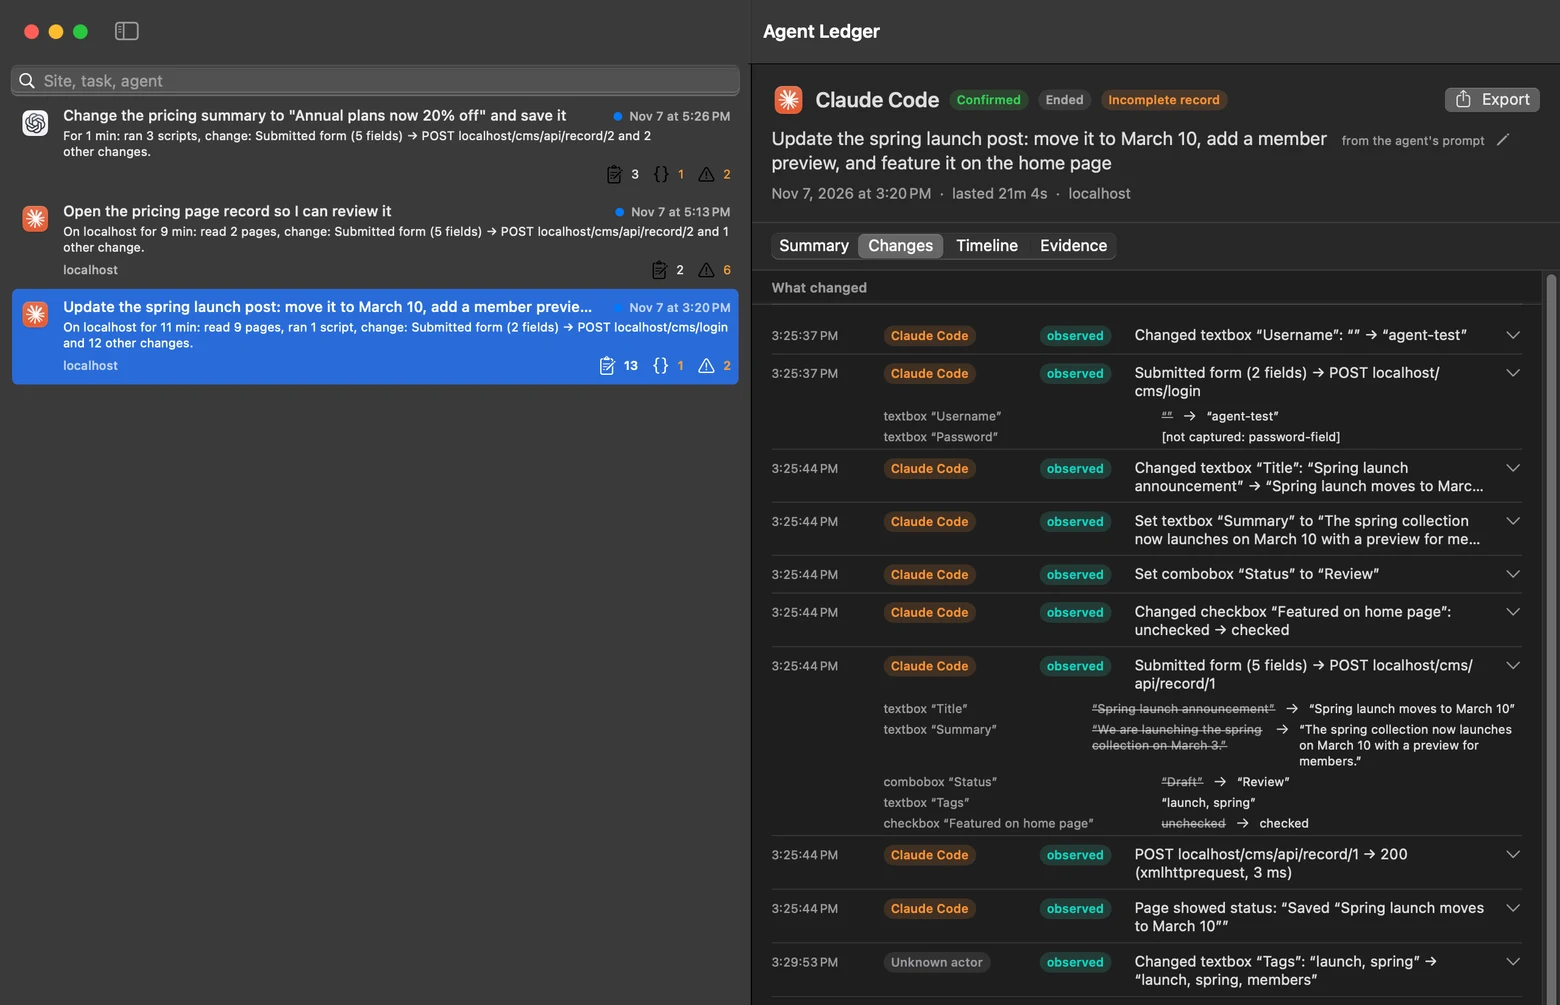 Agent Ledger
Site, task, agent
Change the pricing summary to "Annual plans now 20% off" and save it
Nov 7 at 5:26 PM
For 1 min: ran 3 scripts, change: Submitted form (5 fields) → POST localhost/cms/api/record/2 and 2
other changes.
3 {} 1 2
Open the pricing page record so I can review it
Nov 7 at 5:13 PM
On localhost for 9 min: read 2 pages, change: Submitted form (5 fields) → POST localhost/cms/api/record/2 and 1
other change.
localhost
2 6
Update the spring launch post: move it to March 10, add a member previe...
Nov 7 at 3:20 PM
On localhost for 11 min: read 9 pages, ran 1 script, change: Submitted form (2 fields) → POST localhost/cms/login
and 12 other changes.
localhost
13 {} 1 2
Claude Code Confirmed Ended Incomplete record
Export
Update the spring launch post: move it to March 10, add a member
preview, and feature it on the home page
from the agent's prompt
Nov 7, 2026 at 3:20 PM · lasted 21m 4s · localhost
Summary Changes Timeline Evidence
What changed
3:25:37 PM Claude Code observed Changed textbox “Username”: “” → “agent-test”
3:25:37 PM Claude Code observed Submitted form (2 fields) → POST localhost/
cms/login
textbox “Username” “” → “agent-test”
textbox “Password” [not captured: password-field]
3:25:44 PM Claude Code observed Changed textbox “Title”: “Spring launch
announcement” → “Spring launch moves to Marc...
3:25:44 PM Claude Code observed Set textbox “Summary” to “The spring collection
now launches on March 10 with a preview for me...
3:25:44 PM Claude Code observed Set combobox “Status” to “Review”
3:25:44 PM Claude Code observed Changed checkbox “Featured on home page”:
unchecked → checked
3:25:44 PM Claude Code observed Submitted form (5 fields) → POST localhost/cms/
api/record/1
textbox “Title” “Spring launch announcement” → “Spring launch moves to March 10”
textbox “Summary” “We are launching the spring → “The spring collection now launches
collection on March 3.” on March 10 with a preview for
members.”
combobox “Status” “Draft” → “Review”
textbox “Tags” “launch, spring”
checkbox “Featured on home page” unchecked → checked
3:25:44 PM Claude Code observed POST localhost/cms/api/record/1 → 200
(xmlhttprequest, 3 ms)
3:25:44 PM Claude Code observed Page showed status: “Saved “Spring launch moves
to March 10””
3:29:53 PM Unknown actor observed Changed textbox “Tags”: “launch, spring” →
“launch, spring, members”